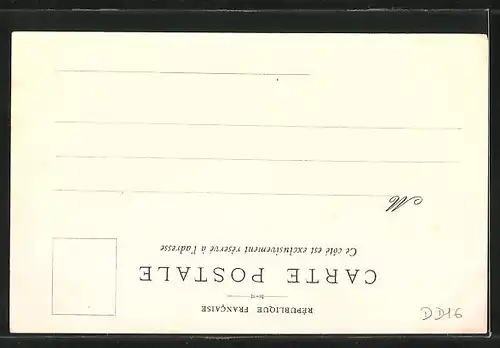 RÉPUBLIQUE FRANÇAISE
CARTE POSTALE
Ce côté est exclusivement réservé à l'adresse
M
DD16